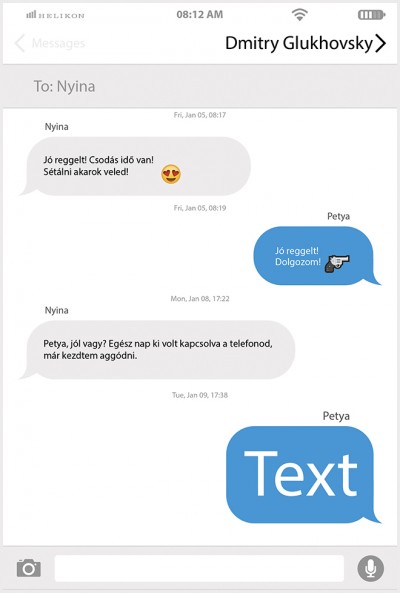 HELIKON
08:12 AM
Messages
Dmitry Glukhovsky
To: Nyina
Fri, Jan 05, 08:17
Nyina
Jó reggelt! Csodás idő van!
Sétálni akarok veled!
Fri, Jan 05, 08:19
Petya
Jó reggelt!
Dolgozom!
Mon, Jan 08, 17:22
Nyina
Petya, jól vagy? Egész nap ki volt kapcsolva a telefonod,
már kezdtem aggódni.
Tue, Jan 09, 17:38
Petya
Text